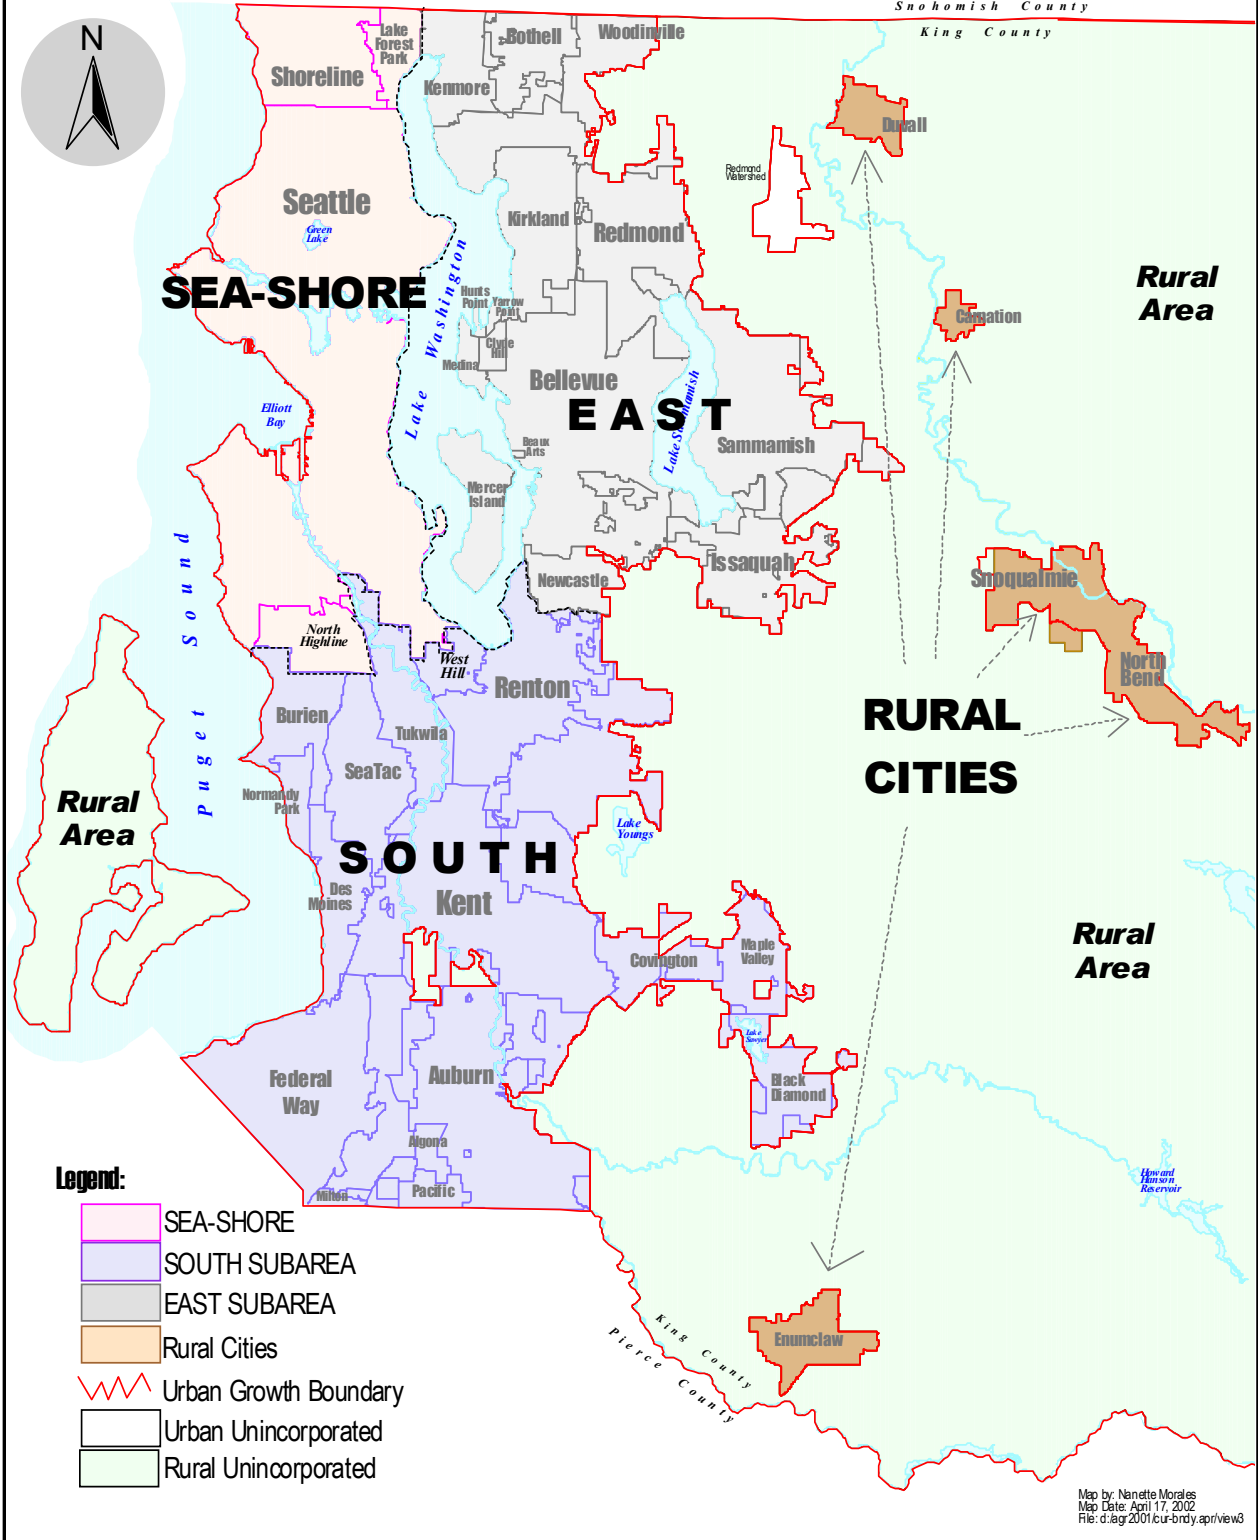 Snohomish County
King County
N
Lake
Forest
Park
Bothell
Woodinville
Shoreline
Kenmore
Duvall
Redmond
Watershed
Seattle
Green
Lake
Kirkland
Redmond
Rural
Area
SEA-SHORE
Lake Washington
Hunts
Point
Yarrow
Point
Carnation
Clyde
Hill
Medina
Bellevue
EAST
Lake Sammamish
Elliott
Bay
Beaux
Arts
Sammamish
Mercer
Island
Puget Sound
Issaquah
Newcastle
Snoqualmie
North
Highline
West
Hill
North
Bend
Renton
RURAL
CITIES
Burien
Tukwila
SeaTac
Normandy
Park
Rural
Area
Lake
Youngs
SOUTH
Des
Moines
Kent
Covington
Maple
Valley
Rural
Area
Lake
Sawyer
Federal
Way
Auburn
Black
Diamond
Algona
Milton
Pacific
Howard
Hanson
Reservoir
Legend:
SEA-SHORE
SOUTH SUBAREA
EAST SUBAREA
Rural Cities
Urban Growth Boundary
Urban Unincorporated
Rural Unincorporated
King County
Pierce County
Enumclaw
Map by: Nanette Morales
Map Date: April 17, 2002
File: d:/agr2001/cur-bndy.apr/view3